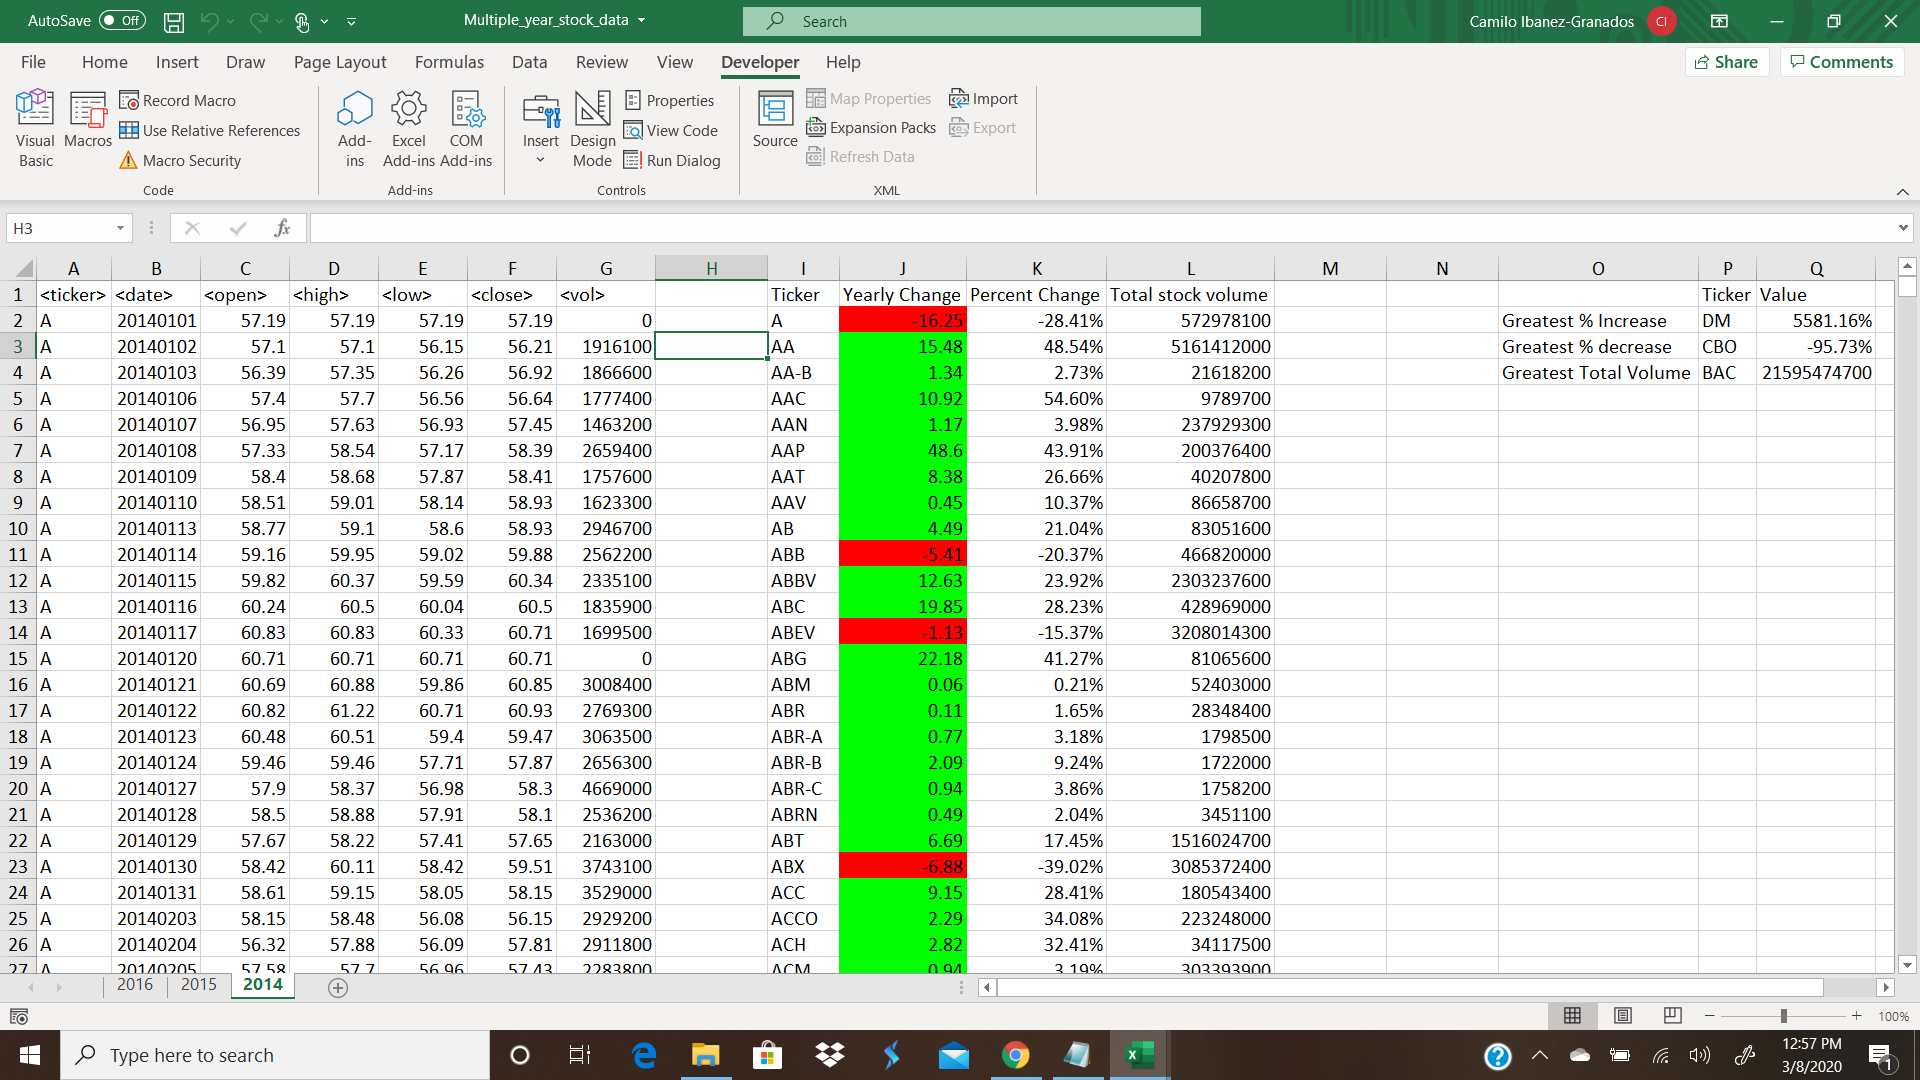 AutoSave Off Multiple_year_stock_data Search Camilo Ibanez-Granados CI
File Home Insert Draw Page Layout Formulas Data Review View Developer Help Share Comments
Visual Basic Macros Record Macro Use Relative References Macro Security Add-ins Excel Add-ins COM Add-ins Insert Design Mode Properties View Code Run Dialog Source Map Properties Expansion Packs Refresh Data Import Export
Code Add-ins Controls XML
H3 fx
A B C D E F G H I J K L M N O P Q
1 <ticker> <date> <open> <high> <low> <close> <vol> Ticker Yearly Change Percent Change Total stock volume Ticker Value
2 A 20140101 57.19 57.19 57.19 57.19 0 A -16.25 -28.41% 572978100 Greatest % Increase DM 5581.16%
3 A 20140102 57.1 57.1 56.15 56.21 1916100 AA 15.48 48.54% 5161412000 Greatest % decrease CBO -95.73%
4 A 20140103 56.39 57.35 56.26 56.92 1866600 AA-B 1.34 2.73% 21618200 Greatest Total Volume BAC 21595474700
5 A 20140106 57.4 57.7 56.56 56.64 1777400 AAC 10.92 54.60% 9789700
6 A 20140107 56.95 57.63 56.93 57.45 1463200 AAN 1.17 3.98% 237929300
7 A 20140108 57.33 58.54 57.17 58.39 2659400 AAP 48.6 43.91% 200376400
8 A 20140109 58.4 58.68 57.87 58.41 1757600 AAT 8.38 26.66% 40207800
9 A 20140110 58.51 59.01 58.14 58.93 1623300 AAV 0.45 10.37% 86658700
10 A 20140113 58.77 59.1 58.6 58.93 2946700 AB 4.49 21.04% 83051600
11 A 20140114 59.16 59.95 59.02 59.88 2562200 ABB -5.41 -20.37% 466820000
12 A 20140115 59.82 60.37 59.59 60.34 2335100 ABBV 12.63 23.92% 2303237600
13 A 20140116 60.24 60.5 60.04 60.5 1835900 ABC 19.85 28.23% 428969000
14 A 20140117 60.83 60.83 60.33 60.71 1699500 ABEV -1.13 -15.37% 3208014300
15 A 20140120 60.71 60.71 60.71 60.71 0 ABG 22.18 41.27% 81065600
16 A 20140121 60.69 60.88 59.86 60.85 3008400 ABM 0.06 0.21% 52403000
17 A 20140122 60.82 61.22 60.71 60.93 2769300 ABR 0.11 1.65% 28348400
18 A 20140123 60.48 60.51 59.4 59.47 3063500 ABR-A 0.77 3.18% 1798500
19 A 20140124 59.46 59.46 57.71 57.87 2656300 ABR-B 2.09 9.24% 1722000
20 A 20140127 57.9 58.37 56.98 58.3 4669000 ABR-C 0.94 3.86% 1758200
21 A 20140128 58.5 58.88 57.91 58.1 2536200 ABRN 0.49 2.04% 3451100
22 A 20140129 57.67 58.22 57.41 57.65 2163000 ABT 6.69 17.45% 1516024700
23 A 20140130 58.42 60.11 58.42 59.51 3743100 ABX -6.88 -39.02% 3085372400
24 A 20140131 58.61 59.15 58.05 58.15 3529000 ACC 9.15 28.41% 180543400
25 A 20140203 58.15 58.48 56.08 56.15 2929200 ACCO 2.29 34.08% 223248000
26 A 20140204 56.32 57.88 56.09 57.81 2911800 ACH 2.82 32.41% 34117500
27 A 20140205 57.58 57.7 56.96 57.43 2283800 ACM 0.94 3.19% 303393900
2016 2015 2014
100%
Type here to search 12:57 PM
3/8/2020 1